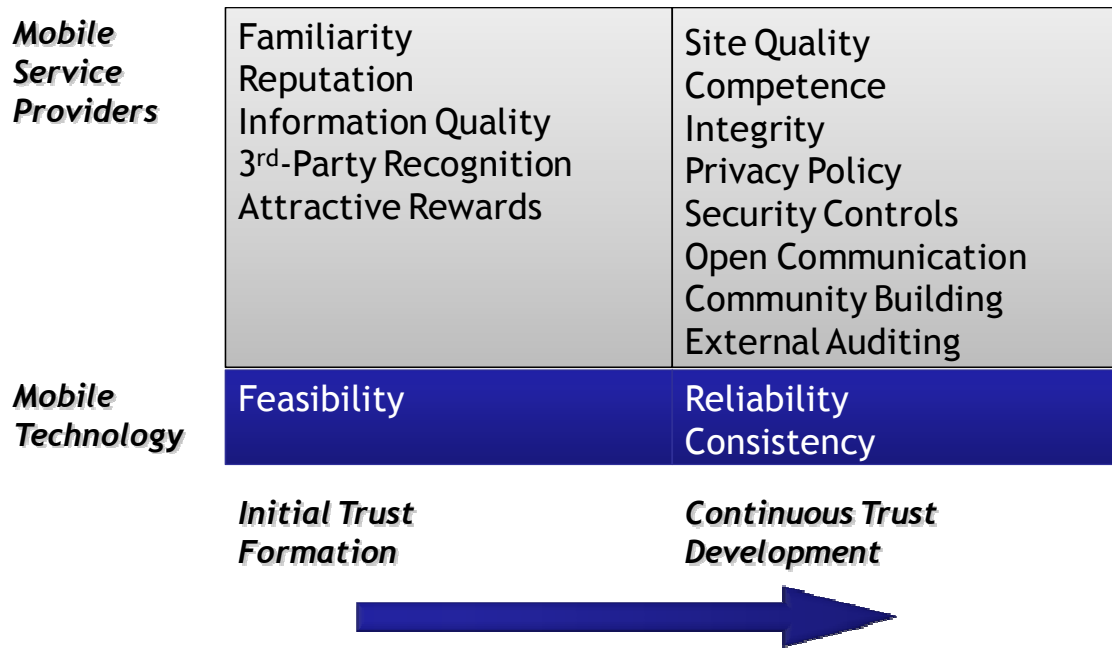 Mobile
Service
Providers
Familiarity
Reputation
Information Quality
3rd-Party Recognition
Attractive Rewards
Site Quality
Competence
Integrity
Privacy Policy
Security Controls
Open Communication
Community Building
External Auditing
Mobile
Technology
Feasibility
Reliability
Consistency
Initial Trust
Formation
Continuous Trust
Development